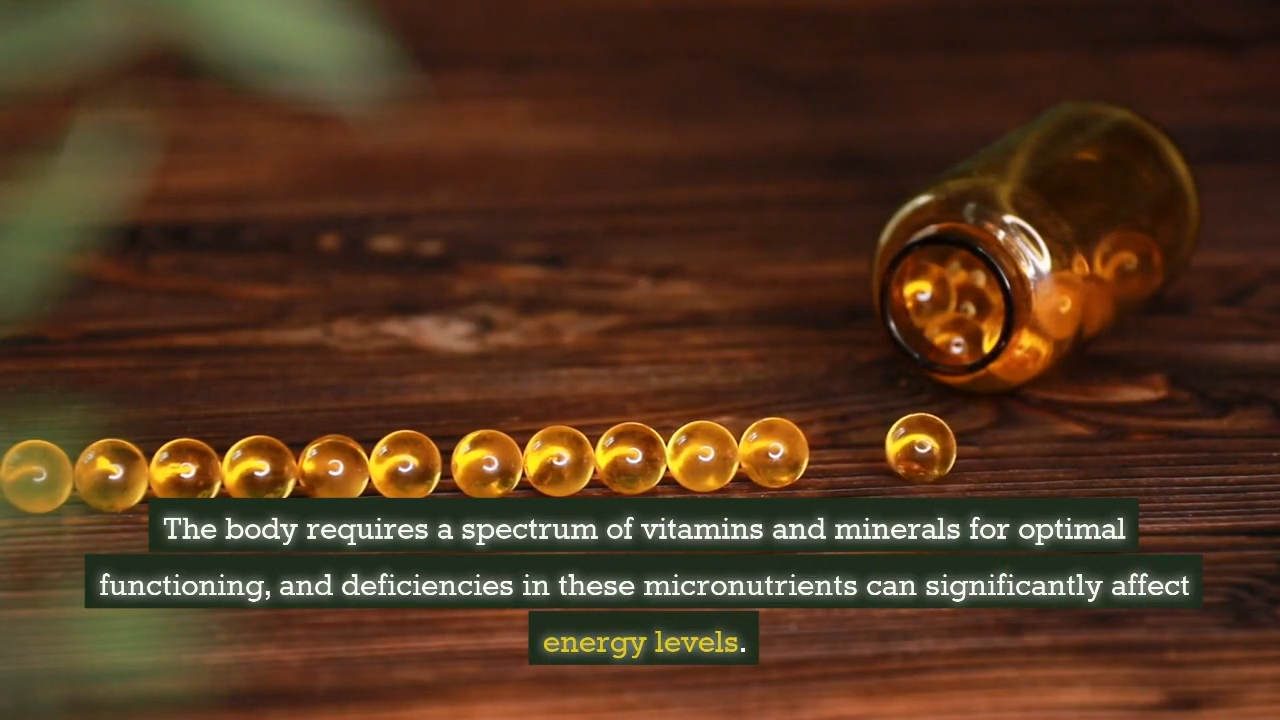 The body requires a spectrum of vitamins and minerals for optimal
functioning, and deficiencies in these micronutrients can significantly affect
energy levels.